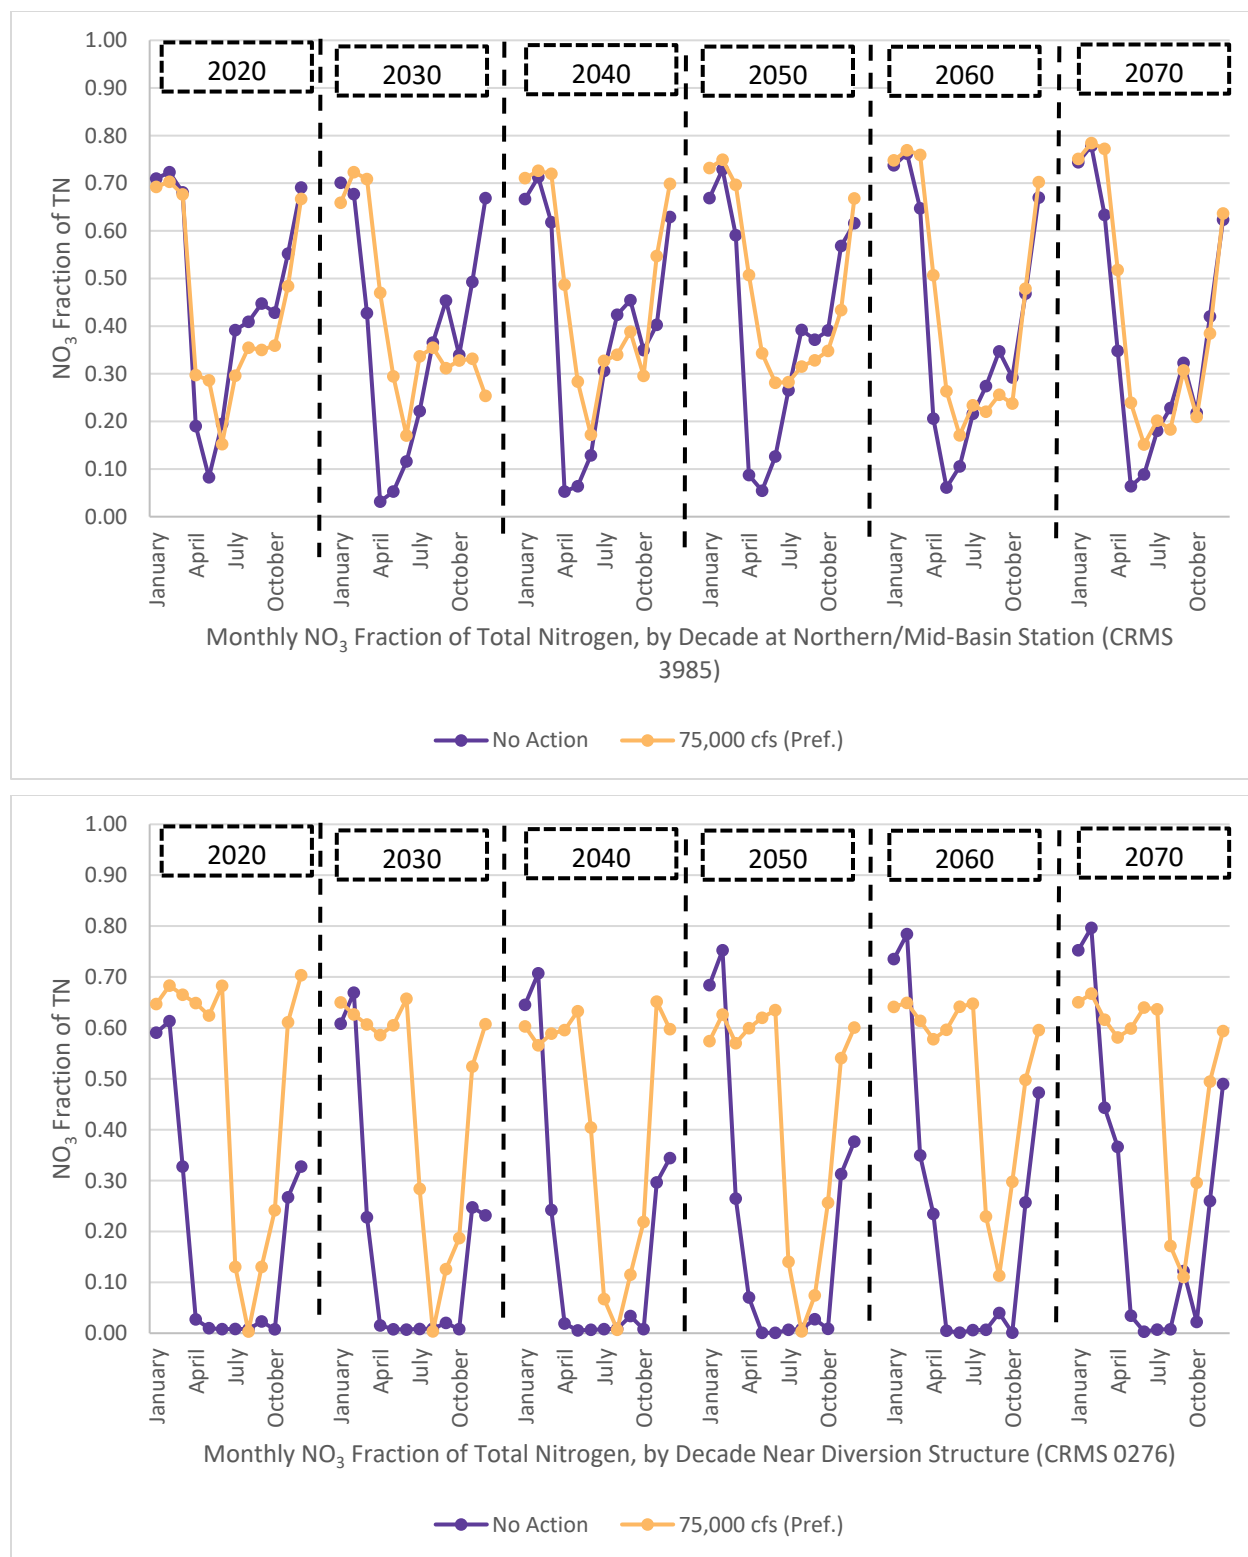 1.00
0.90
0.80
0.70
0.60
0.50
0.40
0.30
0.20
0.10
0.00
NO3 Fraction of TN
2020 2030 2040 2050 2060 2070
January April July October January April July October January April July October January April July October January April July October January April July October
Monthly NO3 Fraction of Total Nitrogen, by Decade at Northern/Mid-Basin Station (CRMS
3985)
No Action 75,000 cfs (Pref.)
1.00
0.90
0.80
0.70
0.60
0.50
0.40
0.30
0.20
0.10
0.00
NO3 Fraction of TN
2020 2030 2040 2050 2060 2070
January April July October January April July October January April July October January April July October January April July October January April July October
Monthly NO3 Fraction of Total Nitrogen, by Decade Near Diversion Structure (CRMS 0276)
No Action 75,000 cfs (Pref.)